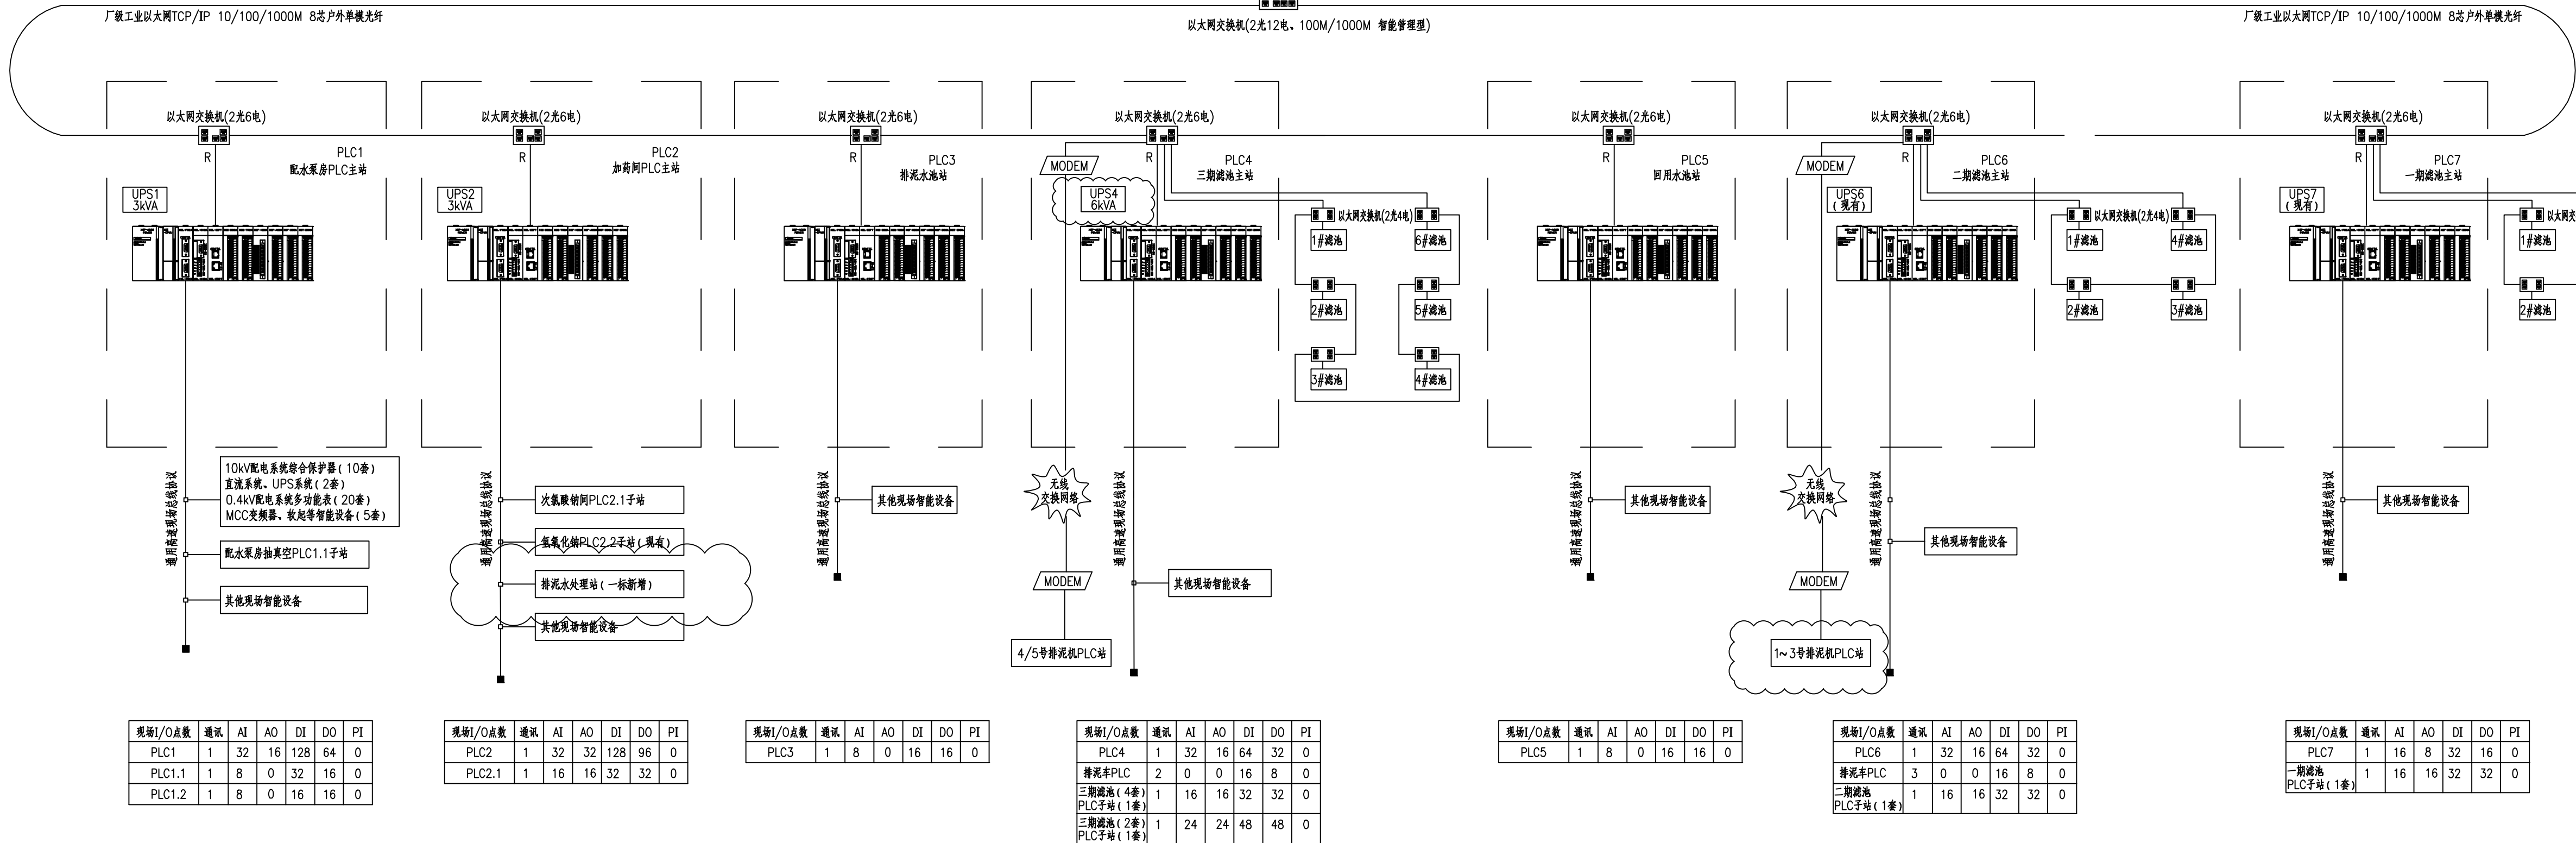 厂级工业以太网TCP/IP 10/100/1000M 8芯户外单模光纤
以太网交换机(2光12电、100M/1000M 智能管理型)
厂级工业以太网TCP/IP 10/100/1000M 8芯户外单模光纤
以太网交换机(2光6电)
R
PLC1
配水泵房PLC主站
UPS1
3kVA
通用高速现场总线协议
10kV配电系统综合保护器(10套)
直流系统、UPS系统(2套)
0.4kV配电系统多功能表(20套)
MCC变频器、软起等智能设备(5套)
配水泵房抽真空PLC1.1子站
其他现场智能设备
以太网交换机(2光6电)
R
PLC2
加药间PLC主站
UPS2
3kVA
通用高速现场总线协议
次氯酸钠间PLC2.1子站
氢氧化钠PLC2.2子站(现有)
排泥水处理站(一标新增)
其他现场智能设备
以太网交换机(2光6电)
R
PLC3
排泥水池站
通用高速现场总线协议
其他现场智能设备
以太网交换机(2光6电)
MODEM
R
PLC4
三期滤池主站
UPS4
6kVA
以太网交换机(2光4电)
1#滤池
6#滤池
2#滤池
5#滤池
3#滤池
4#滤池
无线
交换网络
通用高速现场总线协议
MODEM
其他现场智能设备
4/5号排泥机PLC站
以太网交换机(2光6电)
R
PLC5
回用水池站
通用高速现场总线协议
其他现场智能设备
以太网交换机(2光6电)
MODEM
R
PLC6
二期滤池主站
UPS6
(现有)
以太网交换机(2光4电)
1#滤池
4#滤池
2#滤池
3#滤池
无线
交换网络
通用高速现场总线协议
其他现场智能设备
MODEM
1~3号排泥机PLC站
以太网交换机(2光6电)
R
PLC7
一期滤池主站
UPS7
(现有)
以太网交
1#滤池
2#滤池
通用高速现场总线协议
其他现场智能设备
现场I/O点数 通讯 AI AO DI DO PI
PLC1 1 32 16 128 64 0
PLC1.1 1 8 0 32 16 0
PLC1.2 1 8 0 16 16 0
现场I/O点数 通讯 AI AO DI DO PI
PLC2 1 32 32 128 96 0
PLC2.1 1 16 16 32 32 0
现场I/O点数 通讯 AI AO DI DO PI
PLC3 1 8 0 16 16 0
现场I/O点数 通讯 AI AO DI DO PI
PLC4 1 32 16 64 32 0
排泥车PLC 2 0 0 16 8 0
三期滤池(4套)
PLC子站(1套) 1 16 16 32 32 0
三期滤池(2套)
PLC子站(1套) 1 24 24 48 48 0
现场I/O点数 通讯 AI AO DI DO PI
PLC5 1 8 0 16 16 0
现场I/O点数 通讯 AI AO DI DO PI
PLC6 1 32 16 64 32 0
排泥车PLC 3 0 0 16 8 0
二期滤池
PLC子站(1套) 1 16 16 32 32 0
现场I/O点数 通讯 AI AO DI DO PI
PLC7 1 16 8 32 16 0
一期滤池
PLC子站(1套) 1 16 16 32 32 0